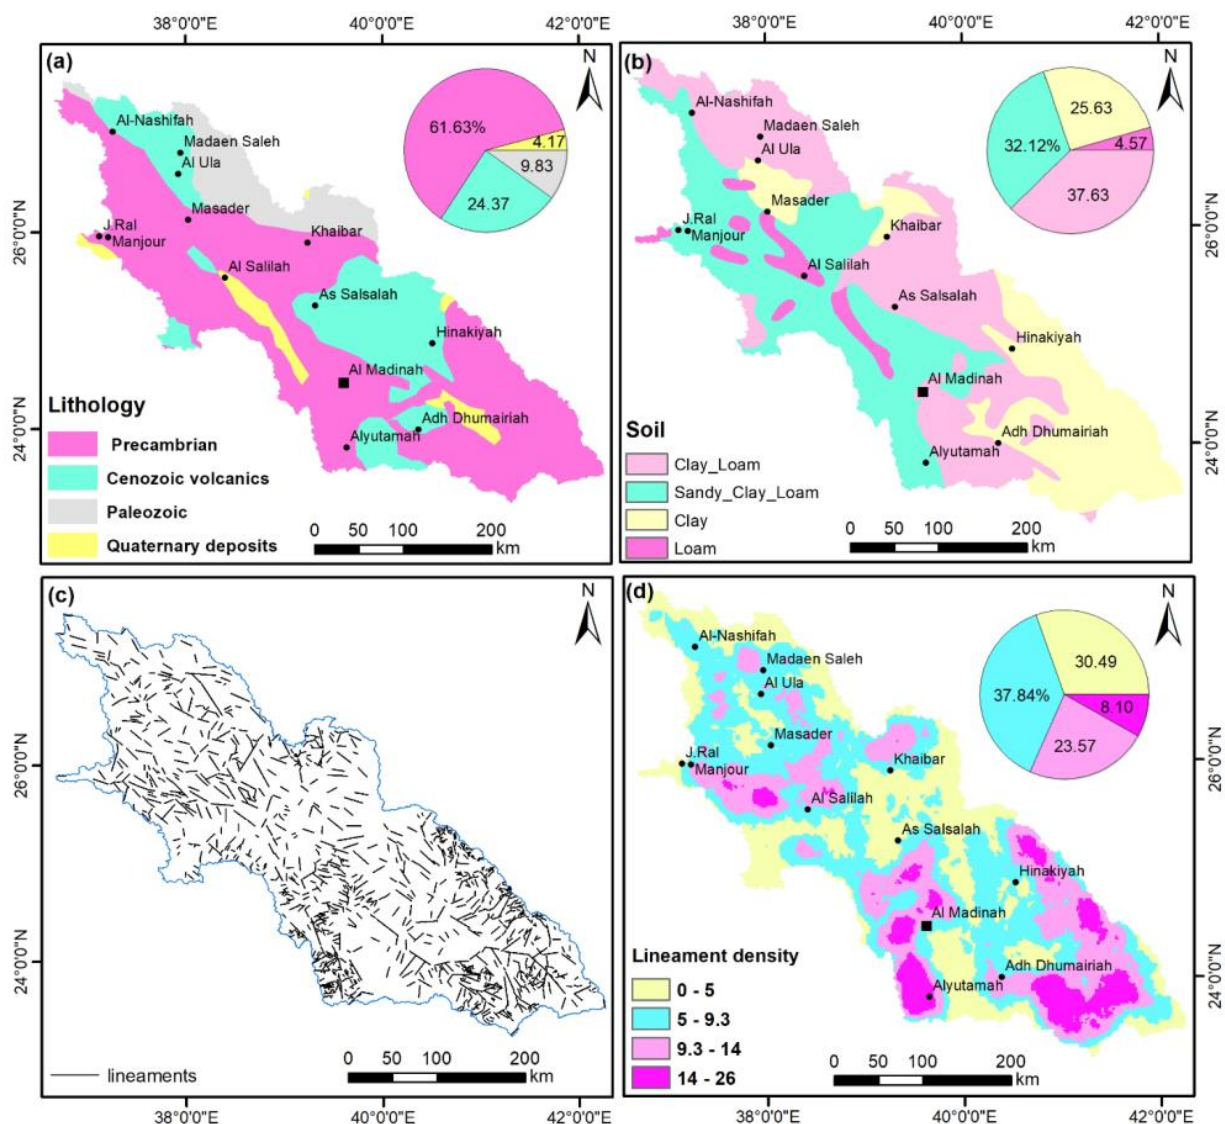 38°0'0"E 40°0'0"E 42°0'0"E
38°0'0"E 40°0'0"E 42°0'0"E
(a)
N
61.63%
4.17
9.83
24.37
Al-Nashifah
Madaen Saleh
Al Ula
Masader
J.Ral
Manjour
Khaibar
Al Salilah
As Salsalah
Hinakiyah
Al Madinah
Adh Dhumairiah
Alyutamah
26°0'0"N
24°0'0"N
Lithology
Precambrian
Cenozoic volcanics
Paleozoic
Quaternary deposits
0 50 100 200
km
(b)
N
25.63
32.12%
4.57
37.63
Al-Nashifah
Madaen Saleh
Al Ula
Masader
J.Ral
Manjour
Khaibar
Al Salilah
As Salsalah
Hinakiyah
Al Madinah
Adh Dhumairiah
Alyutamah
26°0'0"N
24°0'0"N
Soil
Clay_Loam
Sandy_Clay_Loam
Clay
Loam
0 50 100 200
km
(c)
N
26°0'0"N
24°0'0"N
lineaments
0 50 100 200
km
38°0'0"E 40°0'0"E 42°0'0"E
(d)
N
30.49
37.84%
8.10
23.57
Al-Nashifah
Madaen Saleh
Al Ula
Masader
J.Ral
Manjour
Khaibar
Al Salilah
As Salsalah
Hinakiyah
Al Madinah
Adh Dhumairiah
Alyutamah
26°0'0"N
24°0'0"N
Lineament density
0 - 5
5 - 9.3
9.3 - 14
14 - 26
0 50 100 200
km
38°0'0"E 40°0'0"E 42°0'0"E